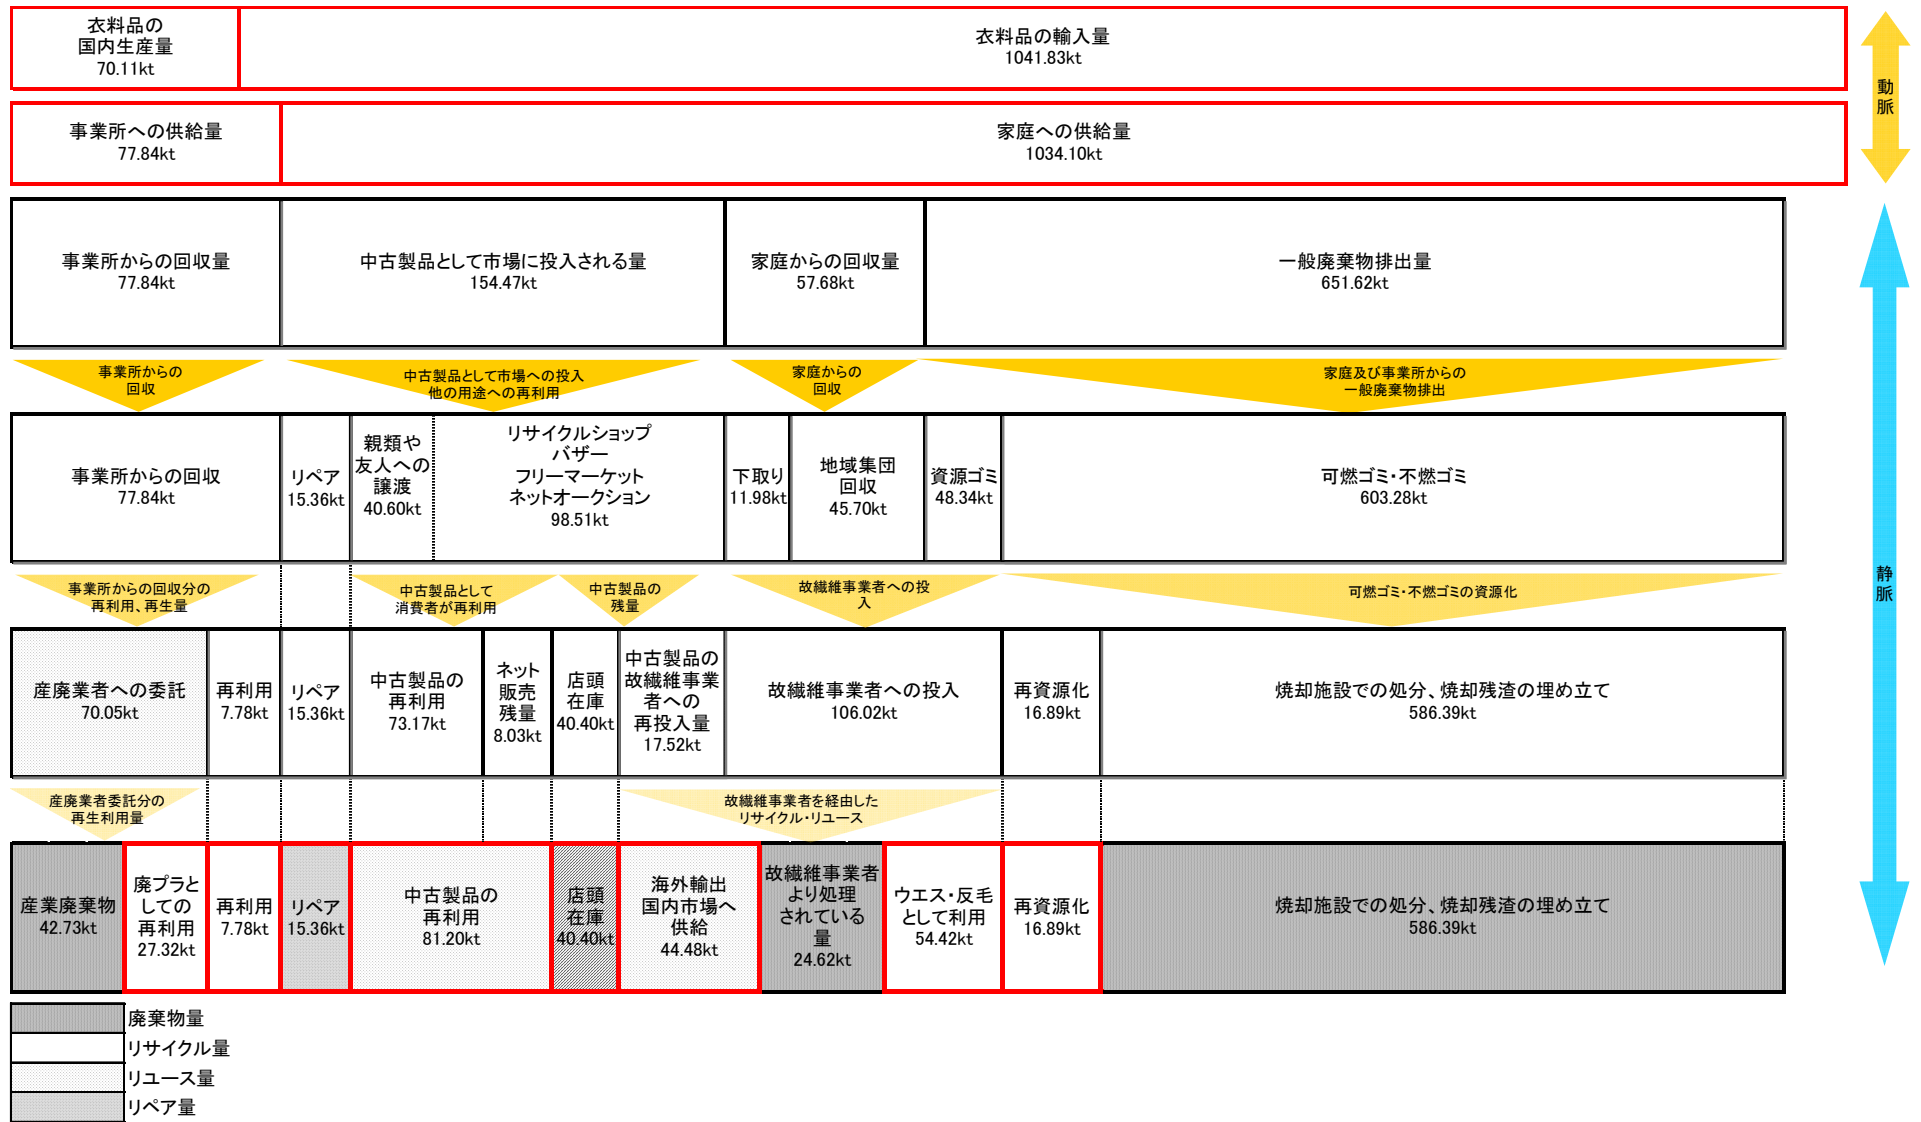 衣料品の
国内生産量
70.11kt
衣料品の輸入量
1041.83kt
動
脈
事業所への供給量
77.84kt
家庭への供給量
1034.10kt
事業所からの回収量
77.84kt
中古製品として市場に投入される量
154.47kt
家庭からの回収量
57.68kt
一般廃棄物排出量
651.62kt
事業所からの
回収
中古製品として市場への投入
他の用途への再利用
家庭からの
回収
家庭及び事業所からの
一般廃棄物排出
事業所からの回収
77.84kt
リペア
15.36kt
親類や
友人への
譲渡
40.60kt
リサイクルショップ
バザー
フリーマーケット
ネットオークション
98.51kt
下取り
11.98kt
地域集団
回収
45.70kt
資源ゴミ
48.34kt
可燃ゴミ・不燃ゴミ
603.28kt
静
脈
事業所からの回収分の
再利用、再生量
中古製品として
消費者が再利用
中古製品の
残量
故繊維事業者への投
入
可燃ゴミ・不燃ゴミの資源化
産廃業者への委託
70.05kt
再利用
7.78kt
リペア
15.36kt
中古製品の
再利用
73.17kt
ネット
販売
残量
8.03kt
店頭
在庫
40.40kt
中古製品の
故繊維事業
者への
再投入量
17.52kt
故繊維事業者への投入
106.02kt
再資源化
16.89kt
焼却施設での処分、焼却残渣の埋め立て
586.39kt
産廃業者委託分の
再生利用量
故繊維事業者を経由した
リサイクル・リユース
産業廃棄物
42.73kt
廃プラと
しての
再利用
27.32kt
再利用
7.78kt
リペア
15.36kt
中古製品の
再利用
81.20kt
店頭
在庫
40.40kt
海外輸出
国内市場へ
供給
44.48kt
故繊維事業者
より処理
されている
量
24.62kt
ウエス・反毛
として利用
54.42kt
再資源化
16.89kt
焼却施設での処分、焼却残渣の埋め立て
586.39kt
廃棄物量
リサイクル量
リユース量
リペア量